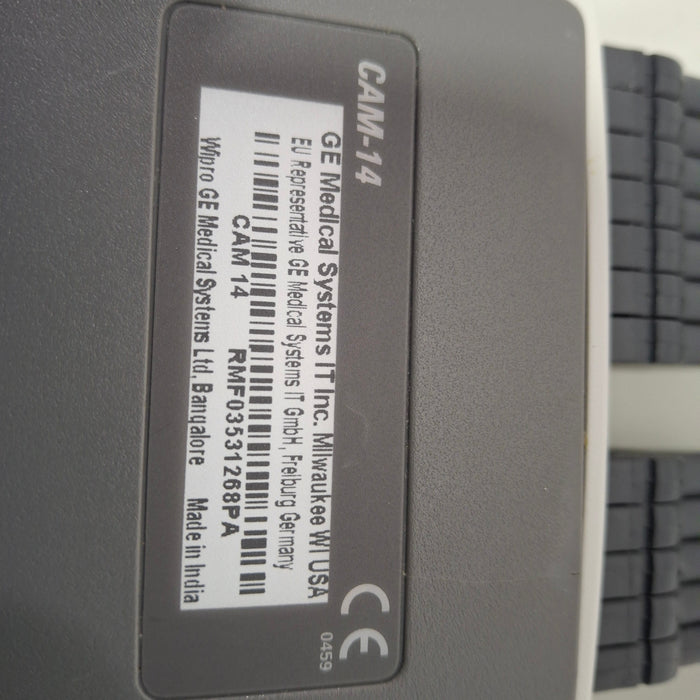 CAM-14
GE Medical Systems IT Inc. Milwaukee WI USA
EU Representative GE Medical Systems IT GmbH, Freiburg Germany
CAM 14 RMF03531268PA
Wipro GE Medical Systems Ltd, Bangalore Made in India
CE
0459